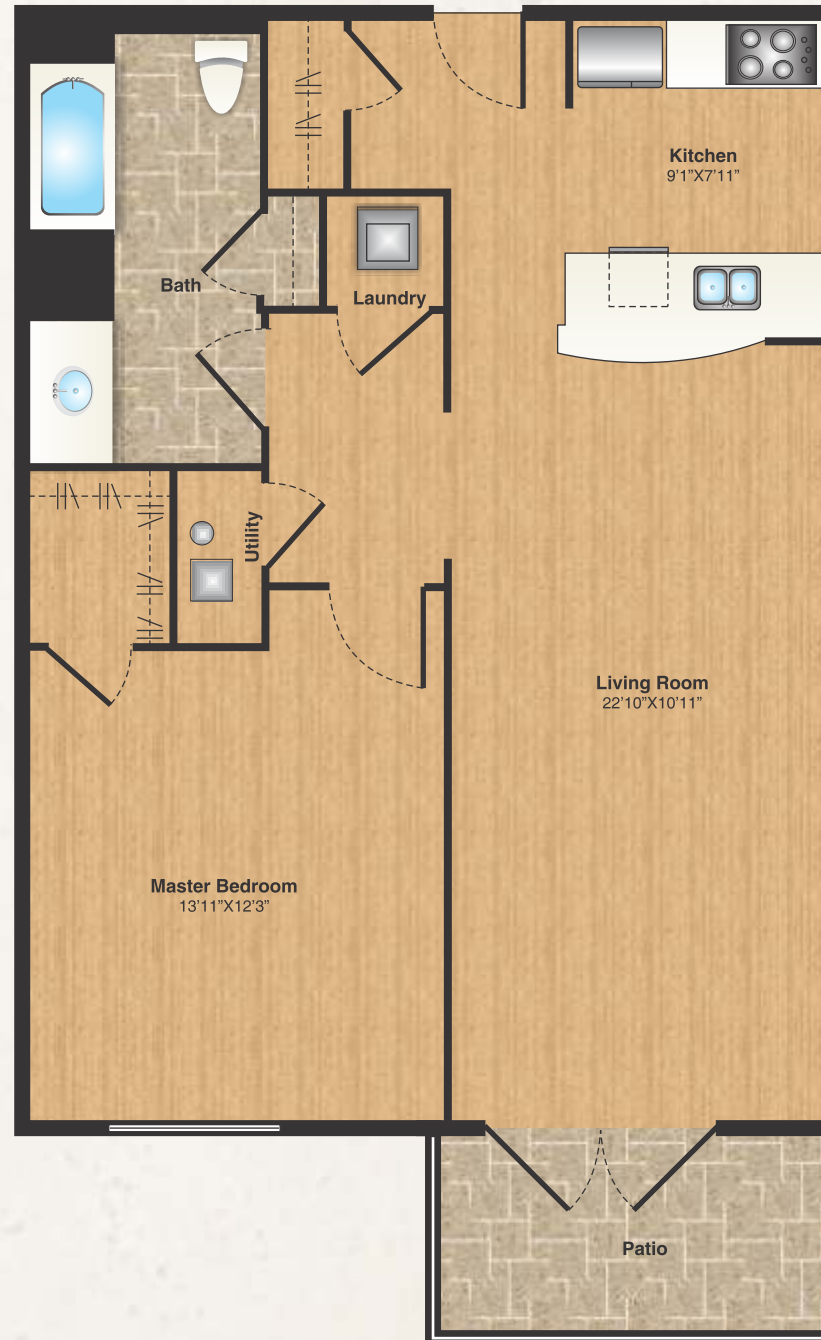 Kitchen
9'1”X7'11”
Bath
Laundry
Utility
Living Room
22'10”X10'11”
Master Bedroom
13'11”X12'3”
Patio